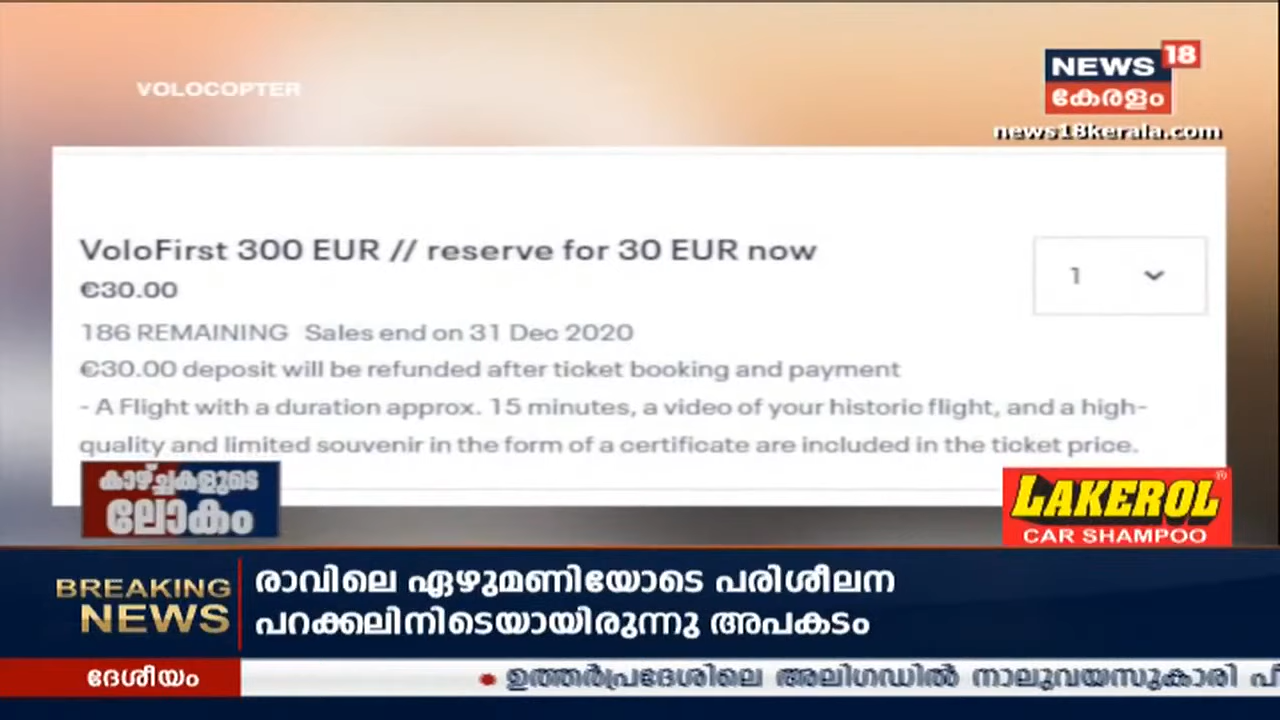 VOLOCOPTER
NEWS 18
കേരളം
news18kerala.com
VoloFirst 300 EUR // reserve for 30 EUR now
€30.00
1
186 REMAINING Sales end on 31 Dec 2020
€30.00 deposit will be refunded after ticket booking and payment
- A Flight with a duration approx. 15 minutes, a video of your historic flight, and a high-
quality and limited souvenir in the form of a certificate are included in the ticket price.
കാഴ്ച്ചകളുടെ
ലോകം
LAKEROL®
CAR SHAMPOO
BREAKING
NEWS
രാവിലെ ഏഴുമണിയോടെ പരിശീലന
പറക്കലിനിടെയായിരുന്നു അപകടം
ദേശീയം
• ഉത്തർപ്രദേശിലെ അലിഗഡിൽ നാലുവയസുകാരി